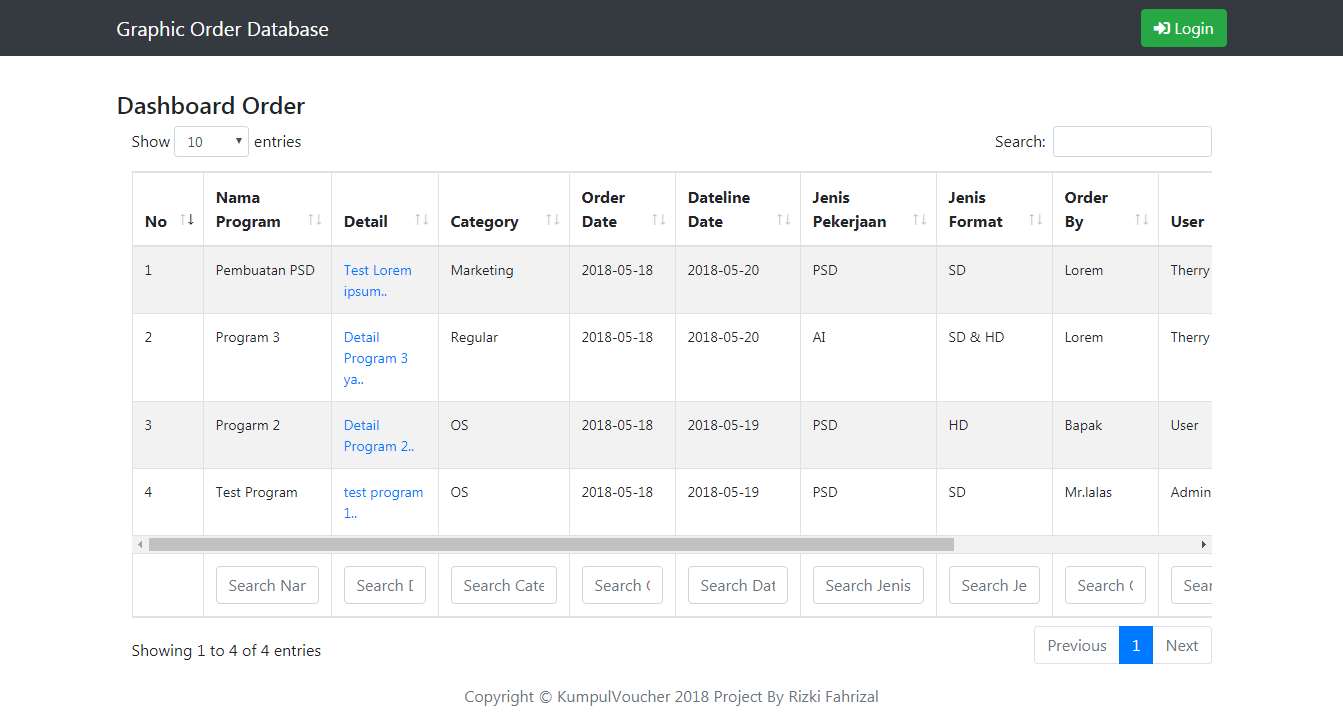 Graphic Order Database
Login
Dashboard Order
Show 10 entries
Search:
No Nama Program Detail Category Order Date Dateline Date Jenis Pekerjaan Jenis Format Order By User
1 Pembuatan PSD Test Lorem ipsum.. Marketing 2018-05-18 2018-05-20 PSD SD Lorem Therry
2 Program 3 Detail Program 3 ya.. Regular 2018-05-18 2018-05-20 AI SD & HD Lorem Therry
3 Progarm 2 Detail Program 2.. OS 2018-05-18 2018-05-19 PSD HD Bapak User
4 Test Program test program 1.. OS 2018-05-18 2018-05-19 PSD SD Mr.lalas Admin
Search Nar Search D Search Cate Search O Search Dat Search Jenis Search Je Search O Sear
Showing 1 to 4 of 4 entries
Previous 1 Next
Copyright © KumpulVoucher 2018 Project By Rizki Fahrizal